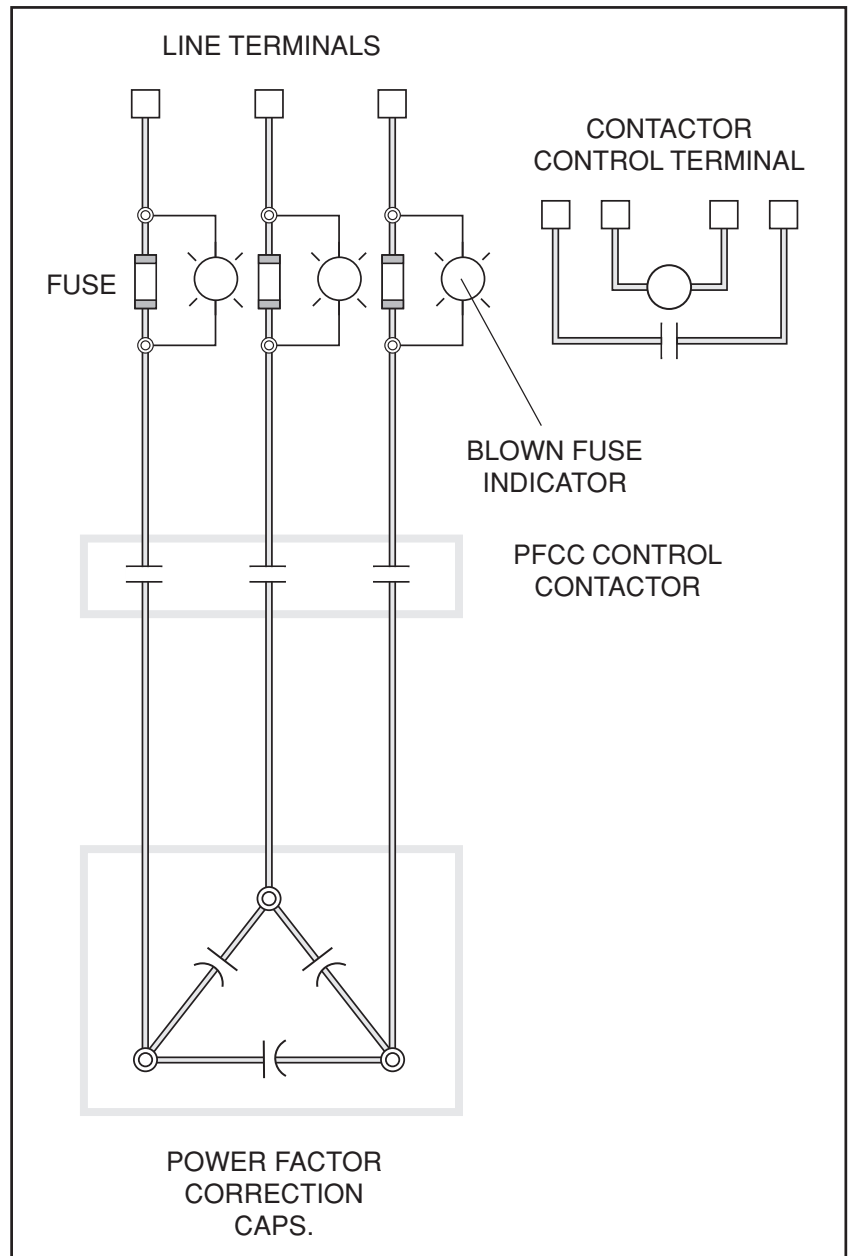 LINE TERMINALS
CONTACTOR
CONTROL TERMINAL
FUSE
BLOWN FUSE
INDICATOR
PFCC CONTROL
CONTACTOR
POWER FACTOR
CORRECTION
CAPS.